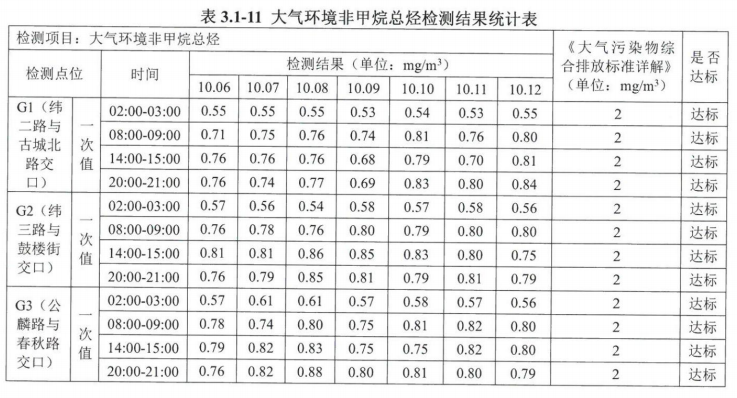 表 3.1-11 大气环境非甲烷总烃检测结果统计表
检测项目：大气环境非甲烷总烃
检测点位 时间 检测结果（单位：mg/m³） 《大气污染物综合排放标准详解》（单位：mg/m³） 是否达标
10.06 10.07 10.08 10.09 10.10 10.11 10.12
G1（纬二路与古城北路交口） 一次值 02:00-03:00 0.55 0.55 0.55 0.53 0.54 0.53 0.55 2 达标
08:00-09:00 0.71 0.75 0.76 0.74 0.81 0.76 0.80 2 达标
14:00-15:00 0.76 0.76 0.76 0.68 0.79 0.70 0.81 2 达标
20:00-21:00 0.76 0.74 0.77 0.69 0.83 0.80 0.84 2 达标
G2（纬三路与鼓楼街交口） 一次值 02:00-03:00 0.57 0.56 0.54 0.58 0.57 0.58 0.56 2 达标
08:00-09:00 0.76 0.78 0.76 0.80 0.79 0.80 0.80 2 达标
14:00-15:00 0.81 0.81 0.86 0.85 0.83 0.80 0.75 2 达标
20:00-21:00 0.76 0.79 0.85 0.81 0.79 0.81 0.79 2 达标
G3（公麟路与春秋路交口） 一次值 02:00-03:00 0.57 0.61 0.61 0.57 0.58 0.57 0.56 2 达标
08:00-09:00 0.78 0.74 0.80 0.75 0.81 0.82 0.80 2 达标
14:00-15:00 0.79 0.82 0.83 0.75 0.75 0.82 0.80 2 达标
20:00-21:00 0.76 0.82 0.88 0.80 0.81 0.80 0.79 2 达标